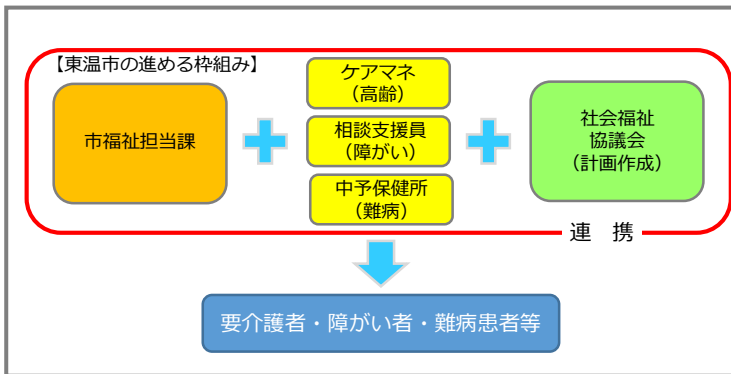 【東温市の進める枠組み】
市福祉担当課
ケアマネ
（高齢）
相談支援員
（障がい）
中予保健所
（難病）
社会福祉
協議会
（計画作成）
連　携
要介護者・障がい者・難病患者等